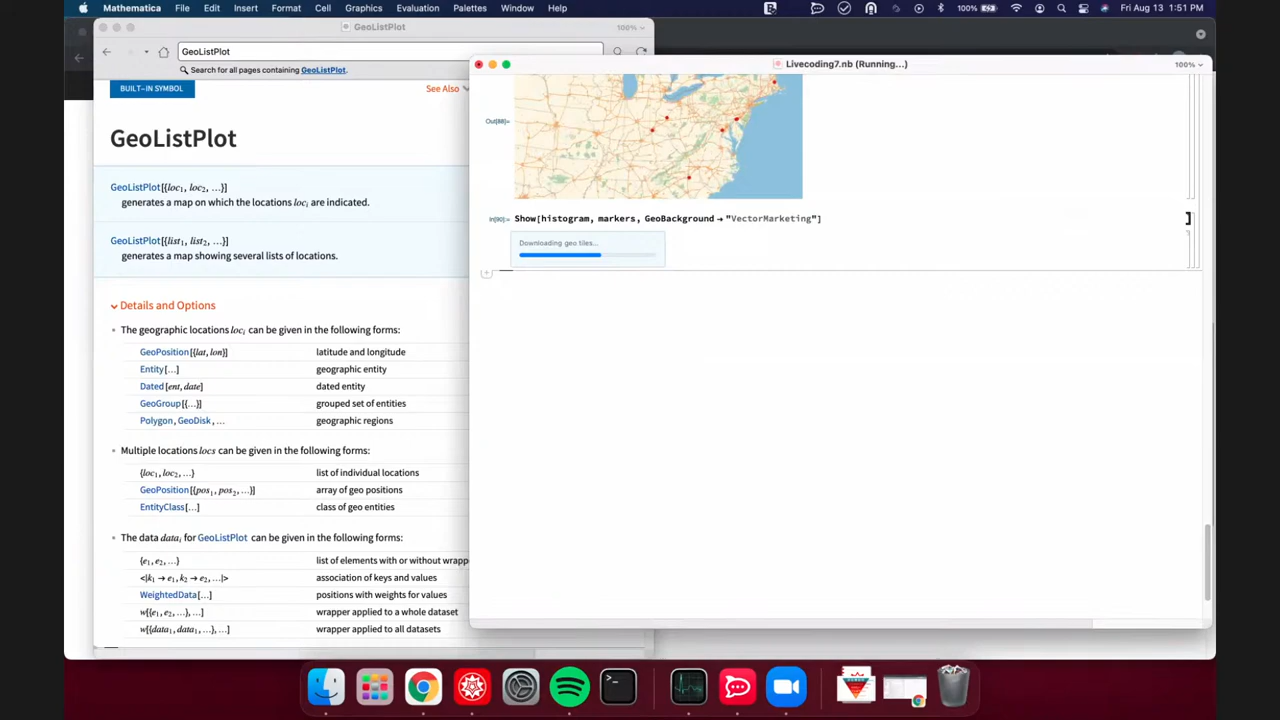 Mathematica File Edit Insert Format Cell Graphics Evaluation Palettes Window Help 100% Fri Aug 13 1:51 PM
GeoListPlot 100%
GeoListPlot
Search for all pages containing GeoListPlot.
BUILT-IN SYMBOL See Also
GeoListPlot
GeoListPlot[{loc₁, loc₂, …}]
generates a map on which the locations locᵢ are indicated.
GeoListPlot[{list₁, list₂, …}]
generates a map showing several lists of locations.
Details and Options
The geographic locations locᵢ can be given in the following forms:
GeoPosition[{lat, lon}] latitude and longitude
Entity[…] geographic entity
Dated[ent, date] dated entity
GeoGroup[{…}] grouped set of entities
Polygon, GeoDisk, … geographic regions
Multiple locations locs can be given in the following forms:
{loc₁, loc₂, …} list of individual locations
GeoPosition[{pos₁, pos₂, …}] array of geo positions
EntityClass[…] class of geo entities
The data dataᵢ for GeoListPlot can be given in the following forms:
{e₁, e₂, …} list of elements with or without wrapp
<|k₁ → e₁, k₂ → e₂, …|> association of keys and values
WeightedData[…] positions with weights for values
w[{e₁, e₂, …}, …] wrapper applied to a whole dataset
w[{data₁, data₁, …}, …] wrapper applied to all datasets
Livecoding7.nb (Running...) 100%
Out[88]=
In[90]:= Show[histogram, markers, GeoBackground → "VectorMarketing"]
Downloading geo tiles...